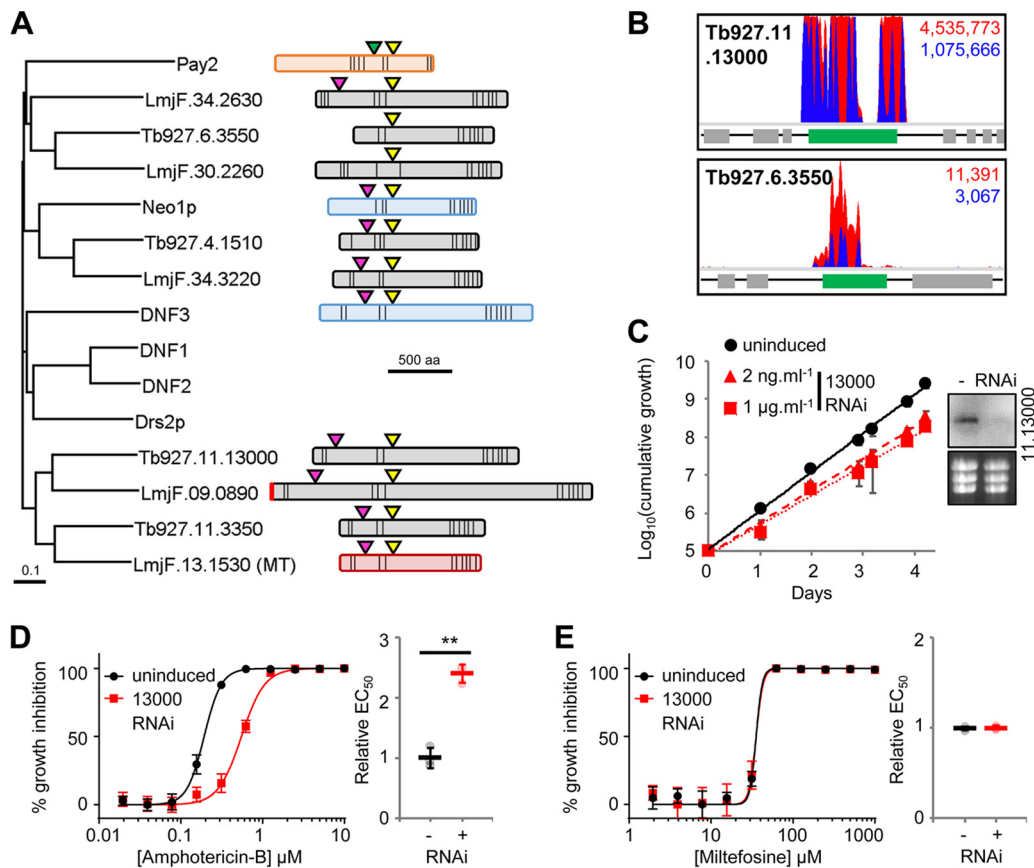 A
Pay2
LmjF.34.2630
Tb927.6.3550
LmjF.30.2260
Neo1p
Tb927.4.1510
LmjF.34.3220
DNF3
DNF1
DNF2
Drs2p
Tb927.11.13000
LmjF.09.0890
Tb927.11.3350
LmjF.13.1530 (MT)
0.1
500 aa
B
Tb927.11
.13000
4,535,773
1,075,666
Tb927.6.3550
11,391
3,067
C
Log10(cumulative growth)
10
9
8
7
6
5
0 1 2 3 4
Days
uninduced
2 ng.ml-1
1 µg.ml-1
13000
RNAi
- RNAi
11.13000
D
% growth inhibition
100
50
0
0.01 0.1 1 10
[Amphotericin-B] µM
uninduced
13000
RNAi
Relative EC50
3
2
1
0
**
- +
RNAi
E
% growth inhibition
100
50
0
1 10 100 1000
[Miltefosine] µM
uninduced
13000
RNAi
Relative EC50
2
1
0
- +
RNAi